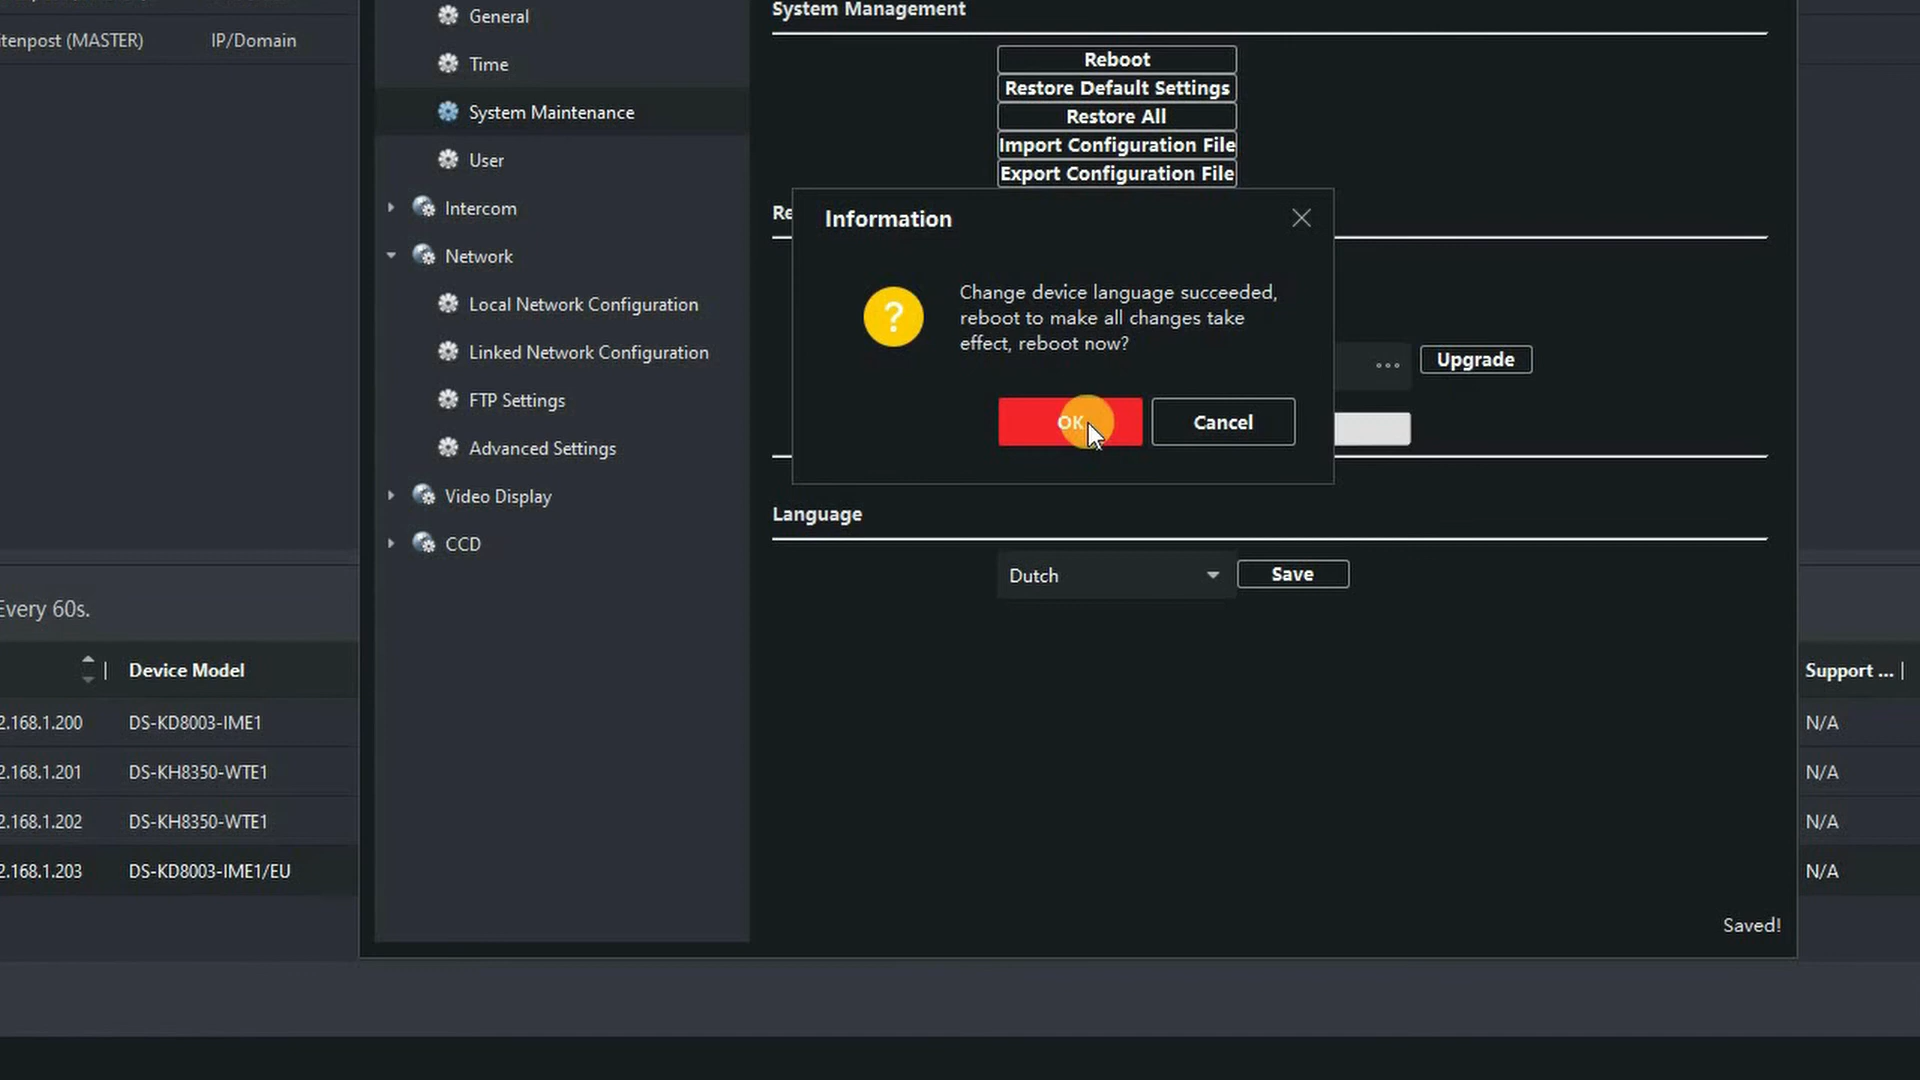 General
System Management
itenpost (MASTER) IP/Domain
Reboot
Time
Restore Default Settings
System Maintenance
Restore All
Import Configuration File
User
Export Configuration File
Intercom
Re
Information
Network
Change device language succeeded,
reboot to make all changes take
effect, reboot now?
Local Network Configuration
Linked Network Configuration
... Upgrade
FTP Settings
OK Cancel
Advanced Settings
Video Display
Language
CCD
Dutch Save
Every 60s.
Device Model Support ...
2.168.1.200 DS-KD8003-IME1 N/A
2.168.1.201 DS-KH8350-WTE1 N/A
2.168.1.202 DS-KH8350-WTE1 N/A
2.168.1.203 DS-KD8003-IME1/EU N/A
Saved!